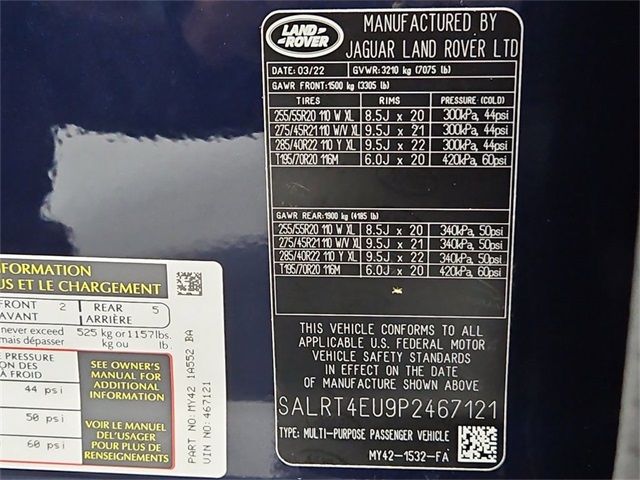 LAND ROVER
MANUFACTURED BY
JAGUAR LAND ROVER LTD
DATE: 03/22 GVWR: 3210 kg (7075 lb)
GAWR FRONT: 1500 kg (3305 lb)
TIRES RIMS PRESSURE: (COLD)
255/55R20 110 W XL 8.5J x 20 300kPa, 44psi
275/45R21 110 W/V XL 9.5J x 21 300kPa, 44psi
285/40R22 110 Y XL 9.5J x 22 300kPa, 44psi
T195/70R20 116M 6.0J x 20 420kPa, 60psi
GAWR REAR: 1900 kg (4185 lb)
255/55R20 110 W XL 8.5J x 20 340kPa, 50psi
275/45R21 110 W/V XL 9.5J x 21 340kPa, 50psi
285/40R22 110 Y XL 9.5J x 22 340kPa, 50psi
T195/70R20 116M 6.0J x 20 420kPa, 60psi
THIS VEHICLE CONFORMS TO ALL
APPLICABLE U.S. FEDERAL MOTOR
VEHICLE SAFETY STANDARDS
IN EFFECT ON THE DATE
OF MANUFACTURE SHOWN ABOVE
SALRT4EU9P2467121
TYPE: MULTI-PURPOSE PASSENGER VEHICLE
MY42-1532-FA
INFORMATION
US ET LE CHARGEMENT
FRONT 2 REAR 5
AVANT ARRIÈRE
never exceed 525 kg or 1157 lbs.
mais dépasser kg ou lb.
PRESSURE
DES
À FROID
44 psi
50 psi
60 psi
SEE OWNER'S
MANUAL FOR
ADDITIONAL
INFORMATION
VOIR LE MANUEL
DE L'USAGER
POUR PLUS DE
RENSEIGNEMENTS
PART NO: MY42 1A552 BA
VIN NO: 467121